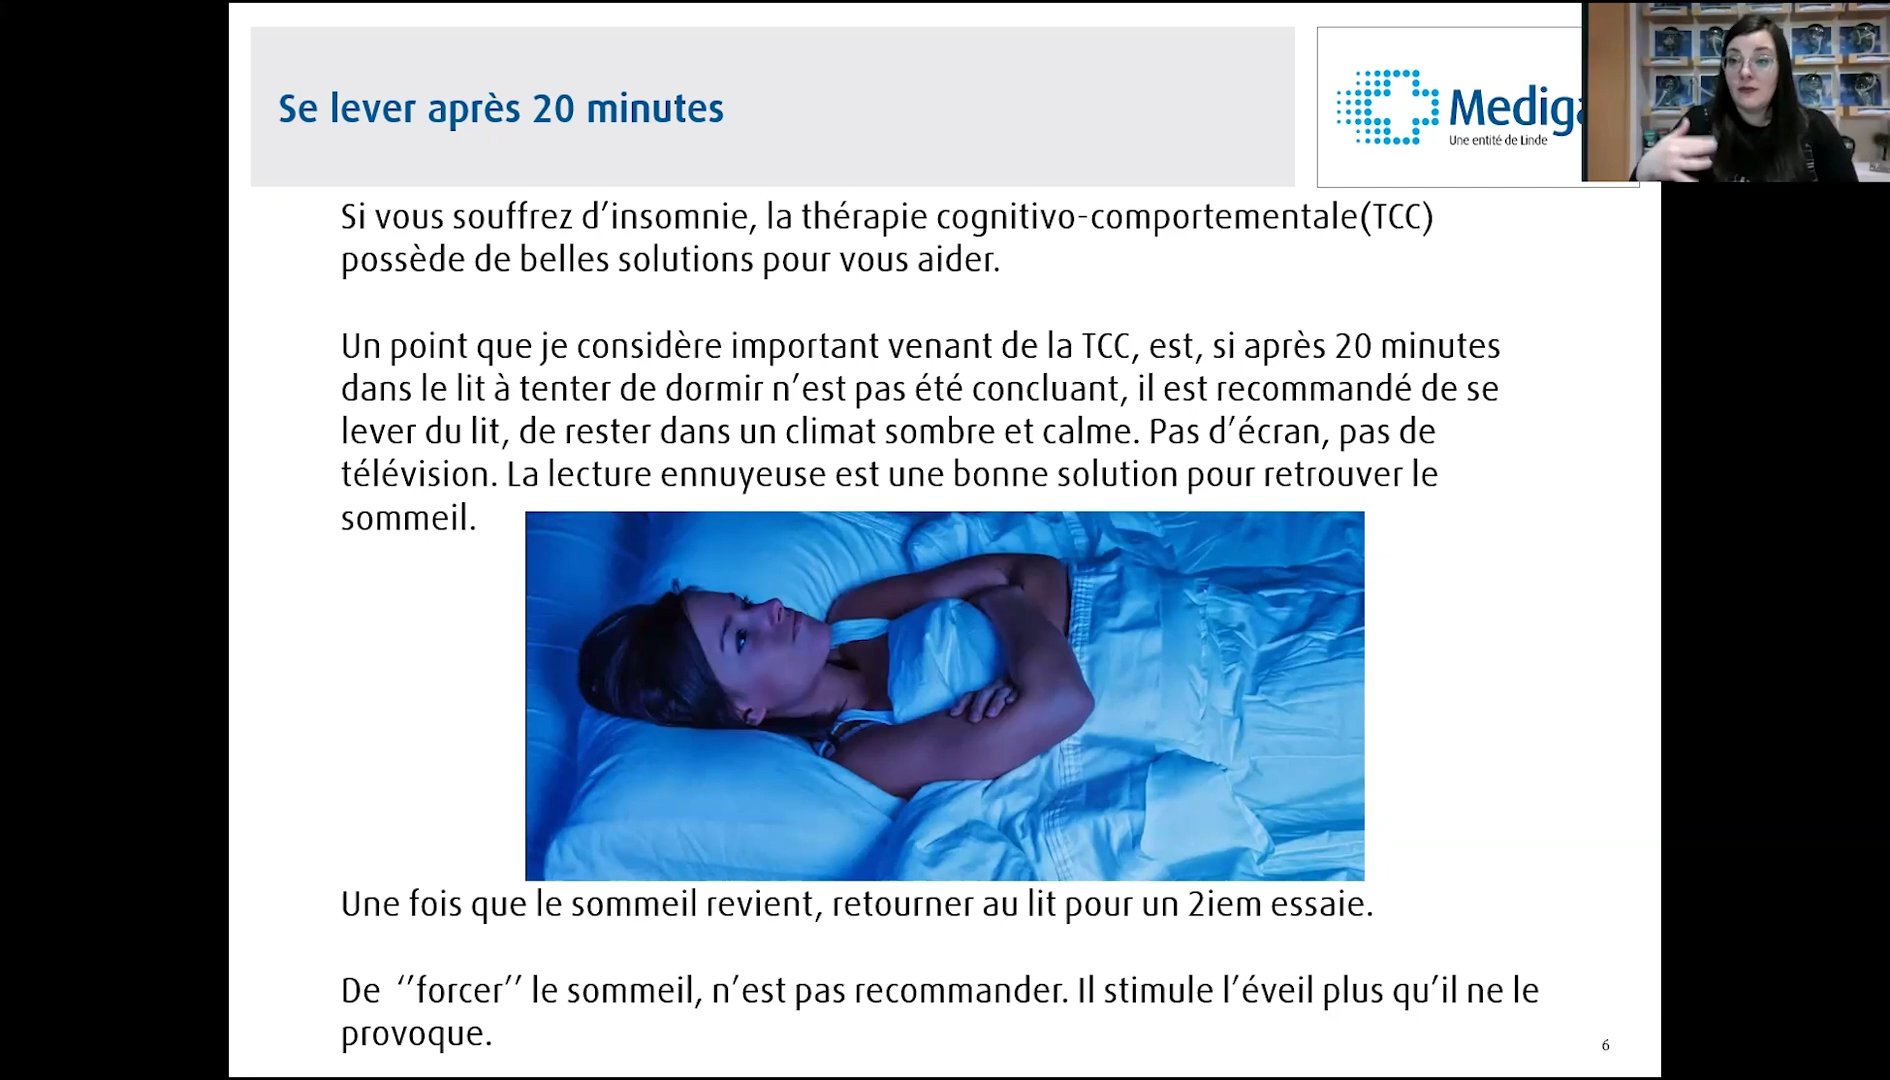 Se lever après 20 minutes
Une entité de Linde
Si vous souffrez d’insomnie, la thérapie cognitivo-comportementale(TCC)
possède de belles solutions pour vous aider.
Un point que je considère important venant de la TCC, est, si après 20 minutes
dans le lit à tenter de dormir n’est pas été concluant, il est recommandé de se
lever du lit, de rester dans un climat sombre et calme. Pas d’écran, pas de
télévision. La lecture ennuyeuse est une bonne solution pour retrouver le
sommeil.
Une fois que le sommeil revient, retourner au lit pour un 2iem essaie.
De ‘’forcer’’ le sommeil, n’est pas recommander. Il stimule l’éveil plus qu’il ne le
provoque.
6